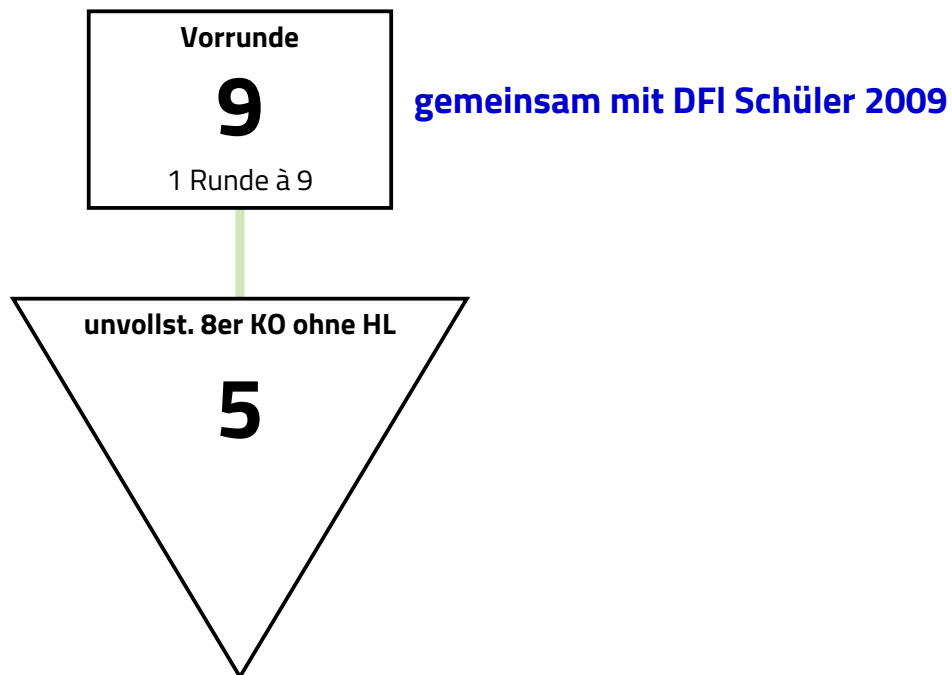 Vorrunde
9
gemeinsam mit DFl Schüler 2009
1 Runde à 9
unvollst. 8er KO ohne HL
5